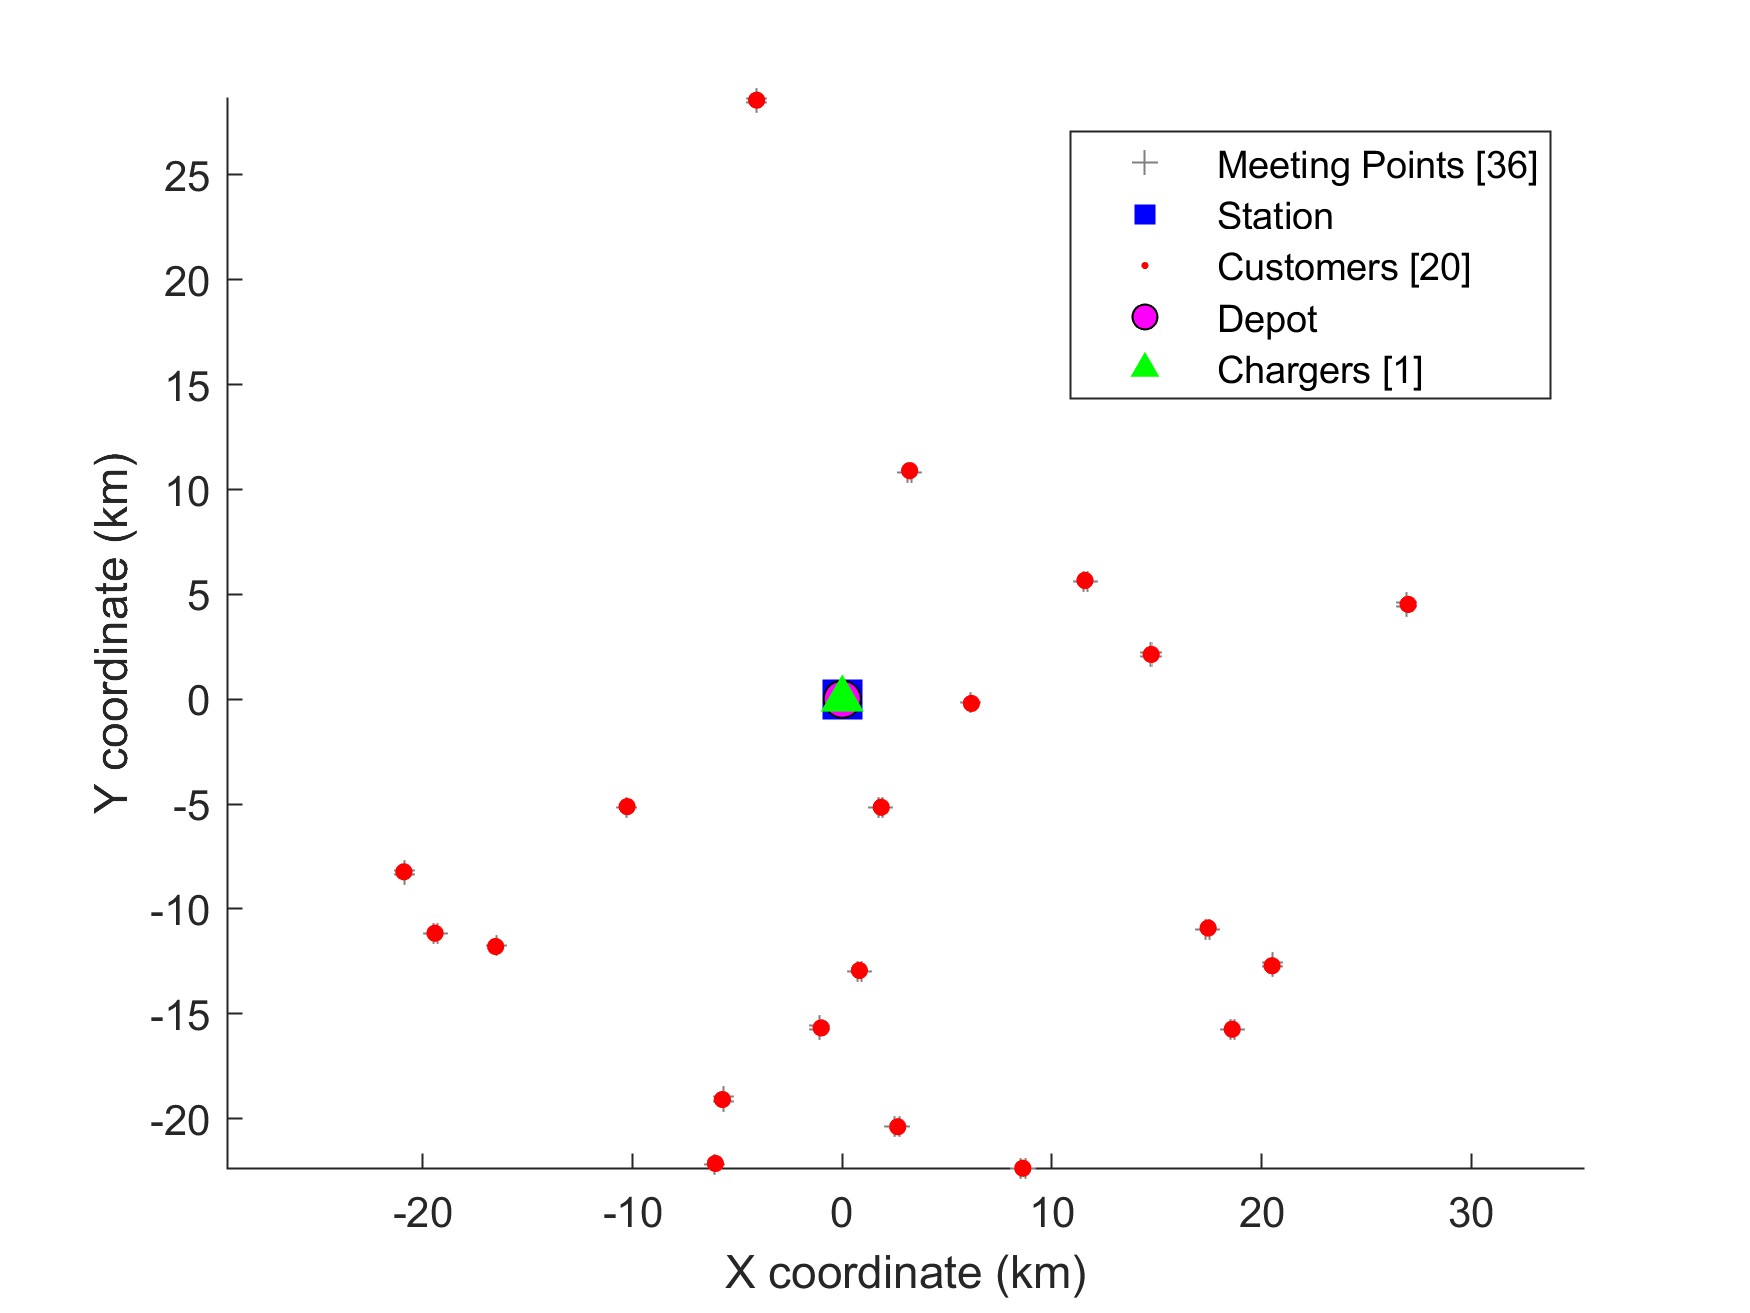 25
20
15
10
5
0
-5
-10
-15
-20
-20
-10
0
10
20
30
X coordinate (km)
Y coordinate (km)
Meeting Points [36]
Station
Customers [20]
Depot
Chargers [1]